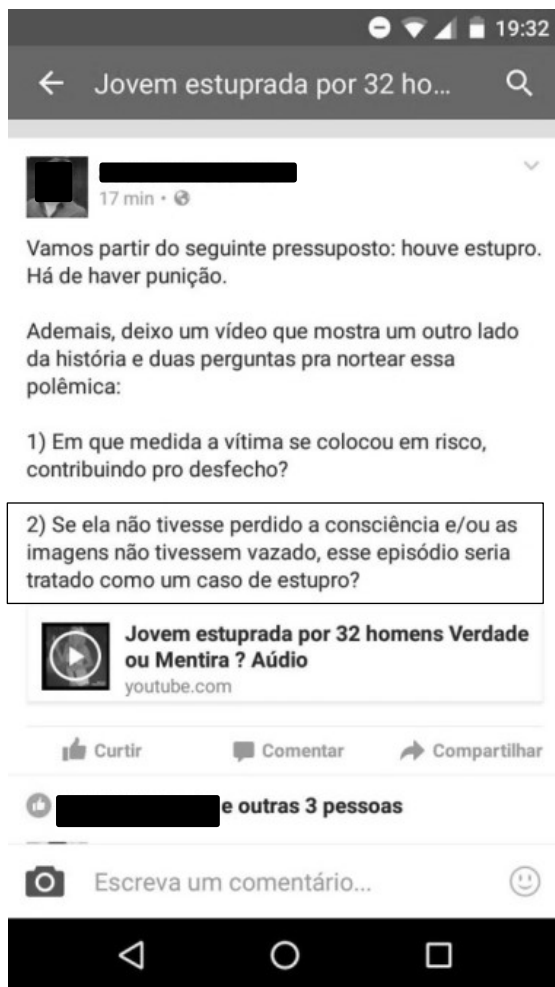 19:32
Jovem estuprada por 32 ho...
17 min •
Vamos partir do seguinte pressuposto: houve estupro.
Há de haver punição.
Ademais, deixo um vídeo que mostra um outro lado
da história e duas perguntas pra nortear essa
polêmica:
1) Em que medida a vítima se colocou em risco,
contribuindo pro desfecho?
2) Se ela não tivesse perdido a consciência e/ou as
imagens não tivessem vazado, esse episódio seria
tratado como um caso de estupro?
Jovem estuprada por 32 homens Verdade
ou Mentira ? Aúdio
youtube.com
Curtir Comentar Compartilhar
e outras 3 pessoas
Escreva um comentário...